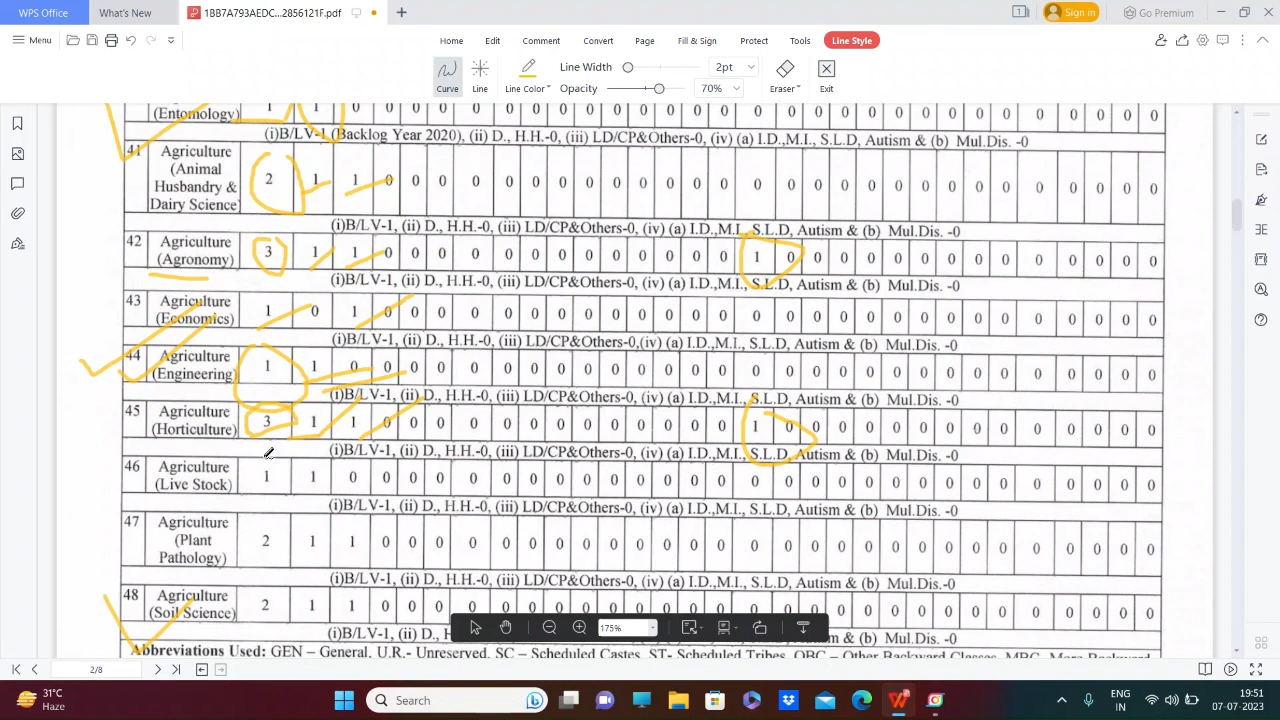 WPS Office What's New 1BB7A793AEDC...2856121F.pdf + 1 Sign in Go Premium
Menu Home Edit Comment Convert Page Fill & Sign Protect Tools Line Style
Curve Line Line Color Line Width 2pt Opacity 70% Eraser Exit
(Entomology) 1 1 0 0 0 0 0 0 0 0 0 0 0 0 0 0 0 0 0 0 0 0 0 0 0 0
(i)B/LV-1 (Backlog Year 2020), (ii) D., H.H.-0, (iii) LD/CP&Others-0, (iv) (a) I.D.,M.I., S.L.D, Autism & (b) Mul.Dis. -0
41 Agriculture (Animal Husbandry & Dairy Science) 2 1 1 0 0 0 0 0 0 0 0 0 0 0 0 0 0 0 0 0 0 0 0 0 0 0
(i)B/LV-1, (ii) D., H.H.-0, (iii) LD/CP&Others-0, (iv) (a) I.D.,M.I., S.L.D, Autism & (b) Mul.Dis. -0
42 Agriculture (Agronomy) 3 1 1 0 0 0 0 0 0 0 0 0 0 0 1 0 0 0 0 0 0 0 0 0 0 0
(i)B/LV-1, (ii) D., H.H.-0, (iii) LD/CP&Others-0, (iv) (a) I.D.,M.I., S.L.D, Autism & (b) Mul.Dis. -0
43 Agriculture (Economics) 1 0 1 0 0 0 0 0 0 0 0 0 0 0 0 0 0 0 0 0 0 0 0 0 0 0
(i)B/LV-1, (ii) D., H.H.-0, (iii) LD/CP&Others-0,(iv) (a) I.D.,M.I., S.L.D, Autism & (b) Mul.Dis. -0
44 Agriculture (Engineering) 1 1 0 0 0 0 0 0 0 0 0 0 0 0 0 0 0 0 0 0 0 0 0 0 0 0
(i)B/LV-1, (ii) D., H.H.-0, (iii) LD/CP&Others-0, (iv) (a) I.D.,M.I., S.L.D, Autism & (b) Mul.Dis. -0
45 Agriculture (Horticulture) 3 1 1 0 0 0 0 0 0 0 0 0 0 0 1 0 0 0 0 0 0 0 0 0 0 0
(i)B/LV-1, (ii) D., H.H.-0, (iii) LD/CP&Others-0, (iv) (a) I.D.,M.I., S.L.D, Autism & (b) Mul.Dis. -0
46 Agriculture (Live Stock) 1 1 0 0 0 0 0 0 0 0 0 0 0 0 0 0 0 0 0 0 0 0 0 0 0 0
(i)B/LV-1, (ii) D., H.H.-0, (iii) LD/CP&Others-0, (iv) (a) I.D.,M.I., S.L.D, Autism & (b) Mul.Dis. -0
47 Agriculture (Plant Pathology) 2 1 1 0 0 0 0 0 0 0 0 0 0 0 0 0 0 0 0 0 0 0 0 0 0 0
(i)B/LV-1, (ii) D., H.H.-0, (iii) LD/CP&Others-0, (iv) (a) I.D.,M.I., S.L.D, Autism & (b) Mul.Dis.-0
48 Agriculture (Soil Science) 2 1 1 0 0 0 0 0 0 0 0 0 0 0 0 0 0 0 0 0 0 0 0 0 0 0
175%
(i)B/LV-1, (ii) D., m & (b) Mul.Dis. -0
Abbreviations Used: GEN – General, U.R.- Unreserved, SC – Scheduled Castes, ST- Scheduled Tribes, OBC – Other Backward Classes, MBC- More Backward
2/8
31°C
Haze
Search
ENG
IN
19:51
07-07-2023